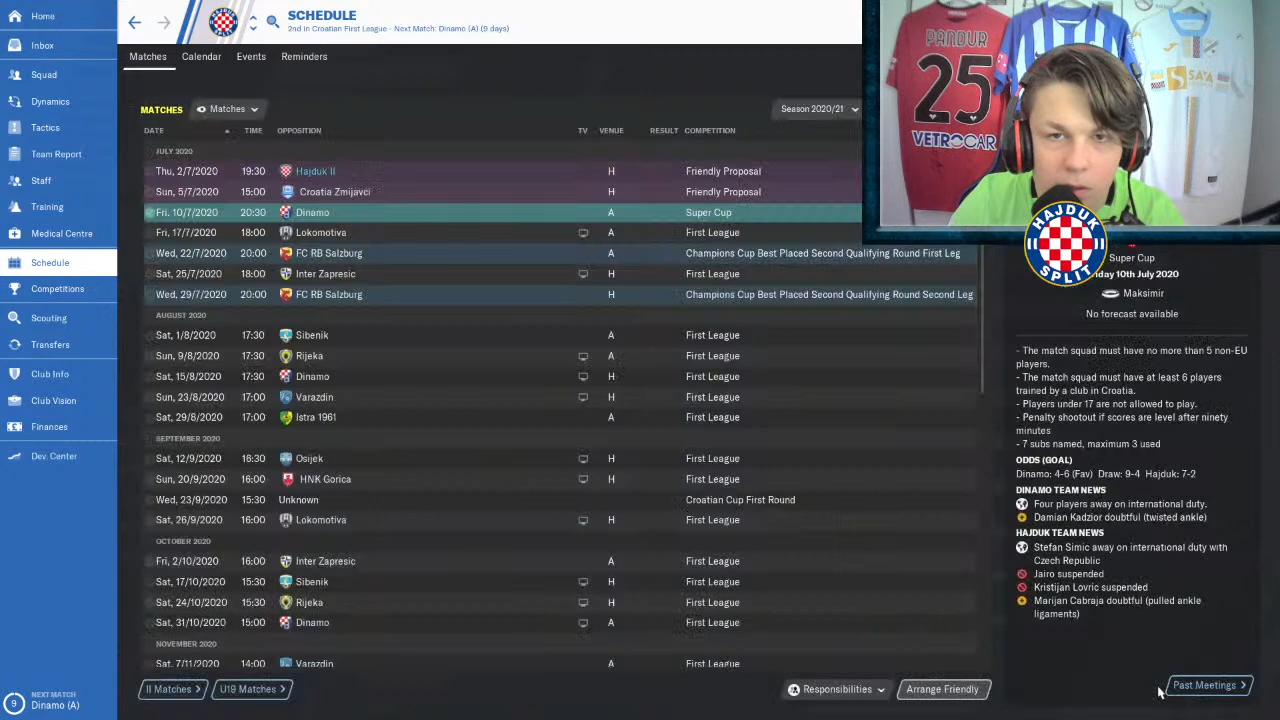 Home
Inbox
Squad
Dynamics
Tactics
Team Report
Staff
Training
Medical Centre
Schedule
Competitions
Scouting
Transfers
Club Info
Club Vision
Finances
Dev. Center
9
NEXT MATCH
Dinamo (A)
SCHEDULE
2nd in Croatian First League - Next Match: Dinamo (A) (9 days)
Matches Calendar Events Reminders
MATCHES Matches Season 2020/21
DATE TIME OPPOSITION TV VENUE RESULT COMPETITION
JULY 2020
Thu, 2/7/2020 19:30 Hajduk II H Friendly Proposal
Sun, 5/7/2020 15:00 Croatia Zmijavci H Friendly Proposal
Fri, 10/7/2020 20:30 Dinamo A Super Cup
Fri, 17/7/2020 18:00 Lokomotiva A First League
Wed, 22/7/2020 20:00 FC RB Salzburg A Champions Cup Best Placed Second Qualifying Round First Leg
Sat, 25/7/2020 18:00 Inter Zapresic H First League
Wed, 29/7/2020 20:00 FC RB Salzburg H Champions Cup Best Placed Second Qualifying Round Second Leg
AUGUST 2020
Sat, 1/8/2020 17:30 Sibenik A First League
Sun, 9/8/2020 17:30 Rijeka A First League
Sat, 15/8/2020 17:30 Dinamo H First League
Sun, 23/8/2020 17:00 Varazdin H First League
Sat, 29/8/2020 17:00 Istra 1961 A First League
SEPTEMBER 2020
Sat, 12/9/2020 16:30 Osijek H First League
Sun, 20/9/2020 16:00 HNK Gorica H First League
Wed, 23/9/2020 15:30 Unknown Croatian Cup First Round
Sat, 26/9/2020 16:00 Lokomotiva H First League
OCTOBER 2020
Fri, 2/10/2020 16:00 Inter Zapresic A First League
Sat, 17/10/2020 15:30 Sibenik H First League
Sat, 24/10/2020 15:30 Rijeka H First League
Sat, 31/10/2020 15:00 Dinamo A First League
NOVEMBER 2020
Sat, 7/11/2020 14:00 Varazdin A First League
II Matches
U19 Matches
Responsibilities
Arrange Friendly
PANDUR
25
VETROCAR
HAJDUK
SPLIT
Super Cup
Friday 10th July 2020
Maksimir
No forecast available
- The match squad must have no more than 5 non-EU
players.
- The match squad must have at least 6 players
trained by a club in Croatia.
- Players under 17 are not allowed to play.
- Penalty shootout if scores are level after ninety
minutes
- 7 subs named, maximum 3 used
ODDS (GOAL)
Dinamo: 4-6 (Fav) Draw: 9-4 Hajduk: 7-2
DINAMO TEAM NEWS
Four players away on international duty.
Damian Kadzior doubtful (twisted ankle)
HAJDUK TEAM NEWS
Stefan Simic away on international duty with
Czech Republic
Jairo suspended
Kristijan Lovric suspended
Marijan Cabraja doubtful (pulled ankle
ligaments)
Past Meetings